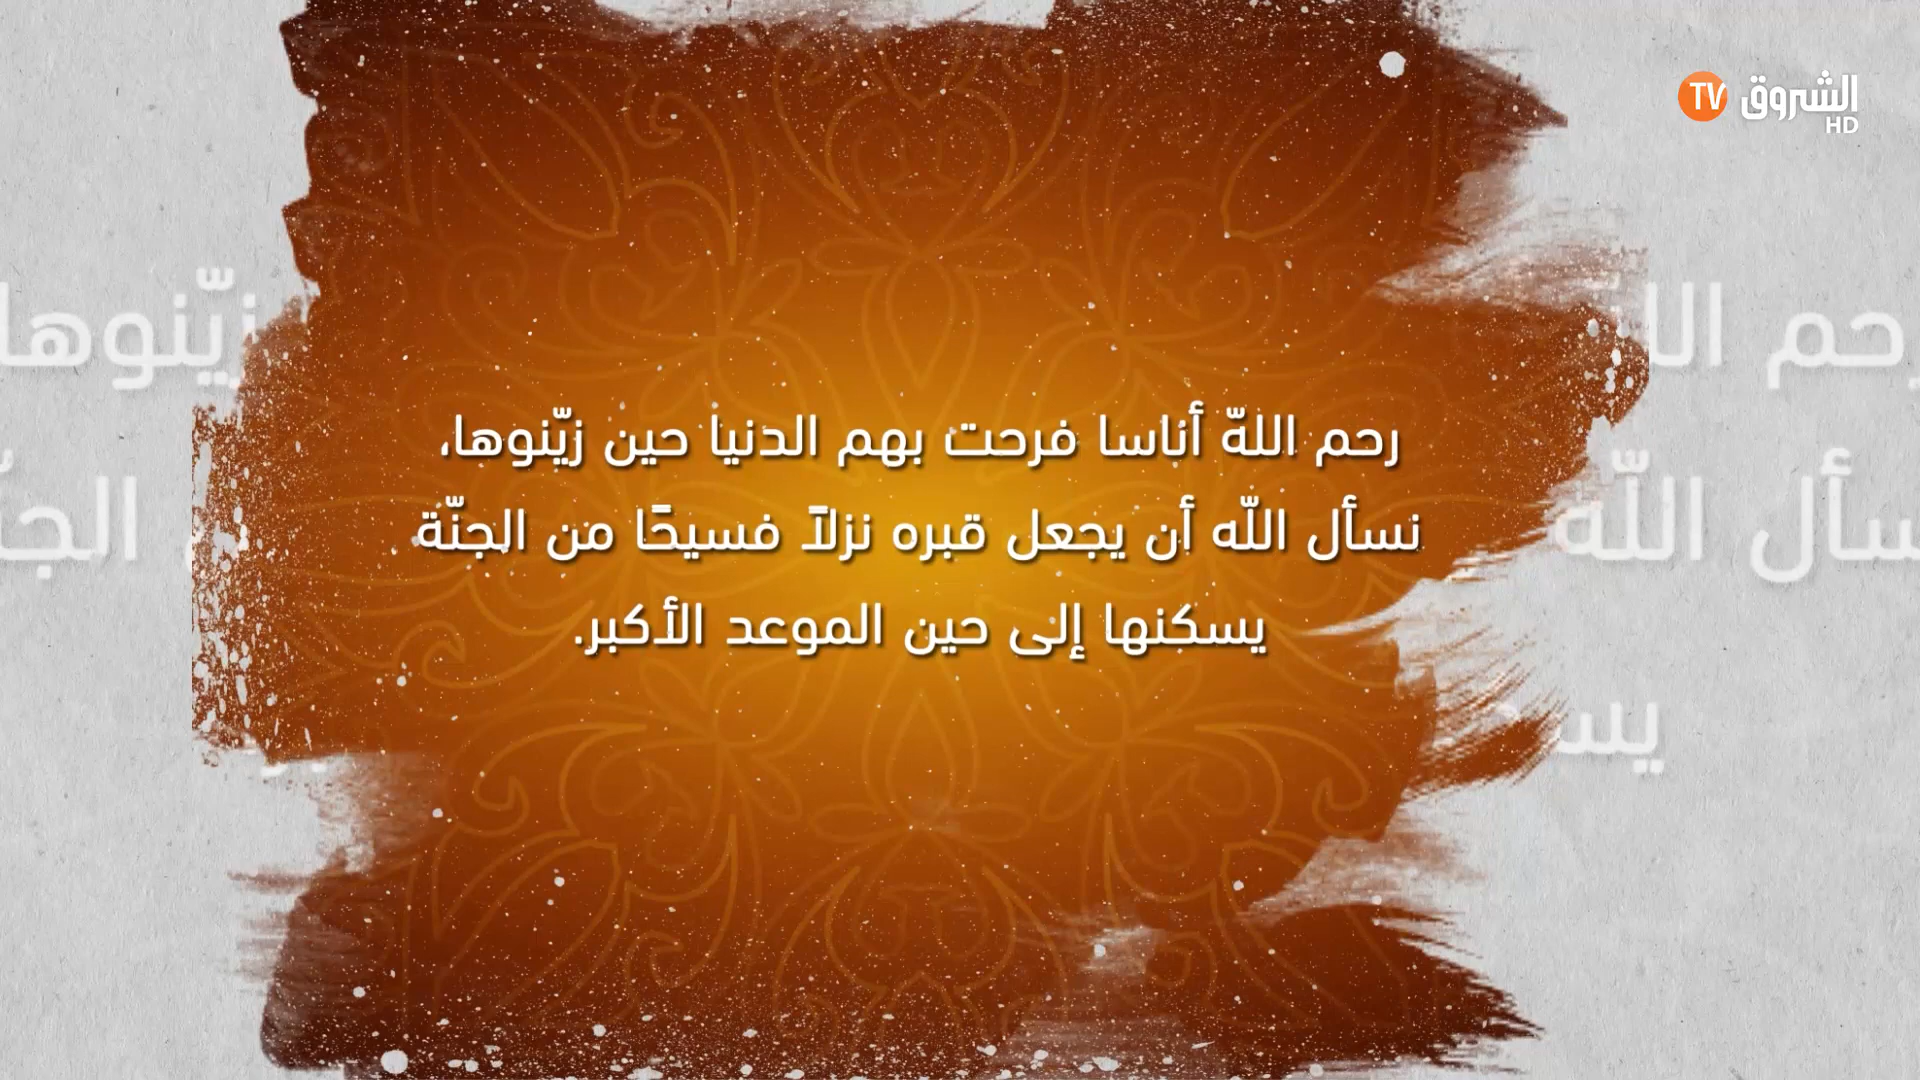 الشروق TV
HD
رحم اللهّ أناسا فرحت بهم الدنيا حين زيّنوها،
نسأل اللّه أن يجعل قبره نزلاً فسيحًا من الجنّة
يسكنها إلى حين الموعد الأكبر.